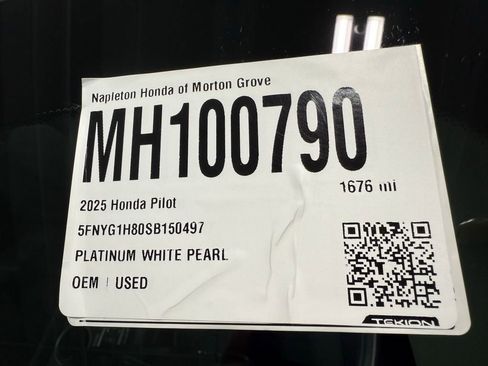 Napleton Honda of Morton Grove
MH100790
1676 mi
2025 Honda Pilot
5FNYG1H80SB150497
PLATINUM WHITE PEARL
OEM | USED
TEKION